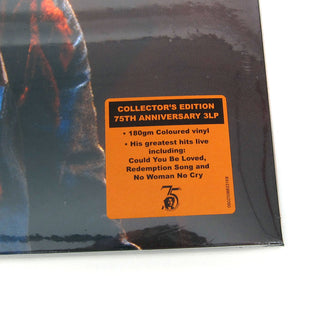 COLLECTOR'S EDITION
75TH ANNIVERSARY 3LP
• 180gm Coloured vinyl
• His greatest hits live
including:
Could You Be Loved,
Redemption Song and
No Woman No Cry
75